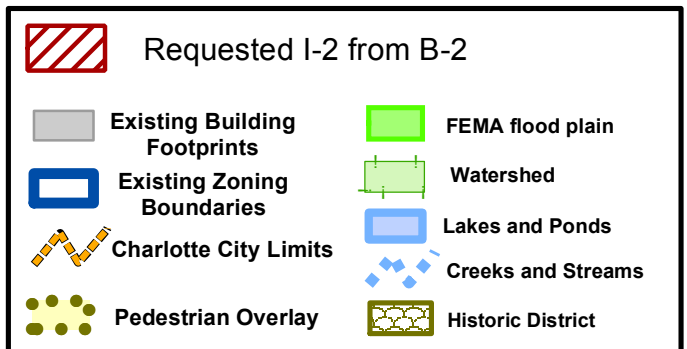 Requested I-2 from B-2
Existing Building
Footprints
Existing Zoning
Boundaries
Charlotte City Limits
Pedestrian Overlay
FEMA flood plain
Watershed
Lakes and Ponds
Creeks and Streams
Historic District